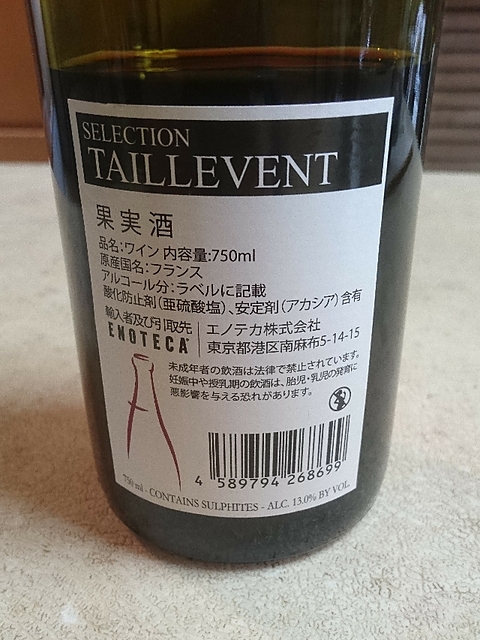 SELECTION
TAILLEVENT
果実酒
品名:ワイン 内容量:750ml
原産国名:フランス
アルコール分:ラベルに記載
酸化防止剤(亜硫酸塩)、安定剤(アカシア)含有
輸入者及び引取先
ENOTECA
エノテカ株式会社
東京都港区南麻布5-14-15
未成年者の飲酒は法律で禁止されています。
妊娠中や授乳期の飲酒は、胎児・乳児の発育に
悪影響を与える恐れがあります。
4 589794 268699
750 ml - CONTAINS SULPHITES - ALC. 13.0% BY VOL.